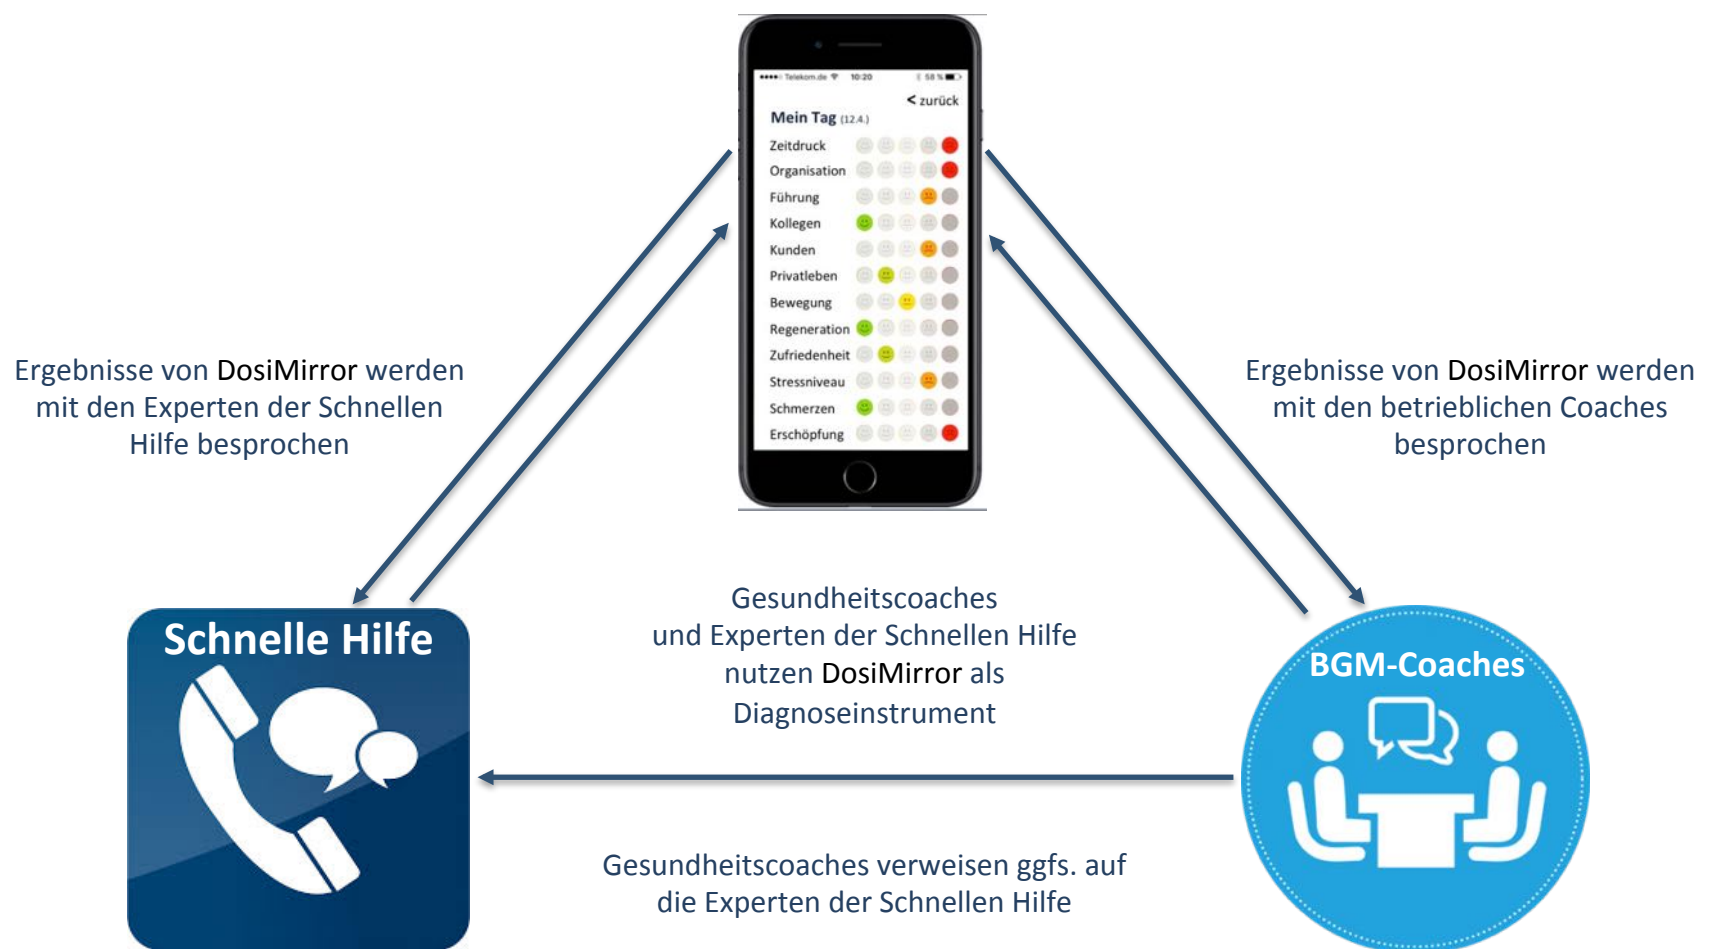 Telekom.de 10:20 58 %
< zurück
Mein Tag (12.4.)
Zeitdruck
Organisation
Führung
Kollegen
Kunden
Privatleben
Bewegung
Regeneration
Zufriedenheit
Stressniveau
Schmerzen
Erschöpfung
Ergebnisse von DosiMirror werden
mit den Experten der Schnellen
Hilfe besprochen
Ergebnisse von DosiMirror werden
mit den betrieblichen Coaches
besprochen
Gesundheitscoaches
und Experten der Schnellen Hilfe
nutzen DosiMirror als
Diagnoseinstrument
Schnelle Hilfe
BGM-Coaches
Gesundheitscoaches verweisen ggfs. auf
die Experten der Schnellen Hilfe